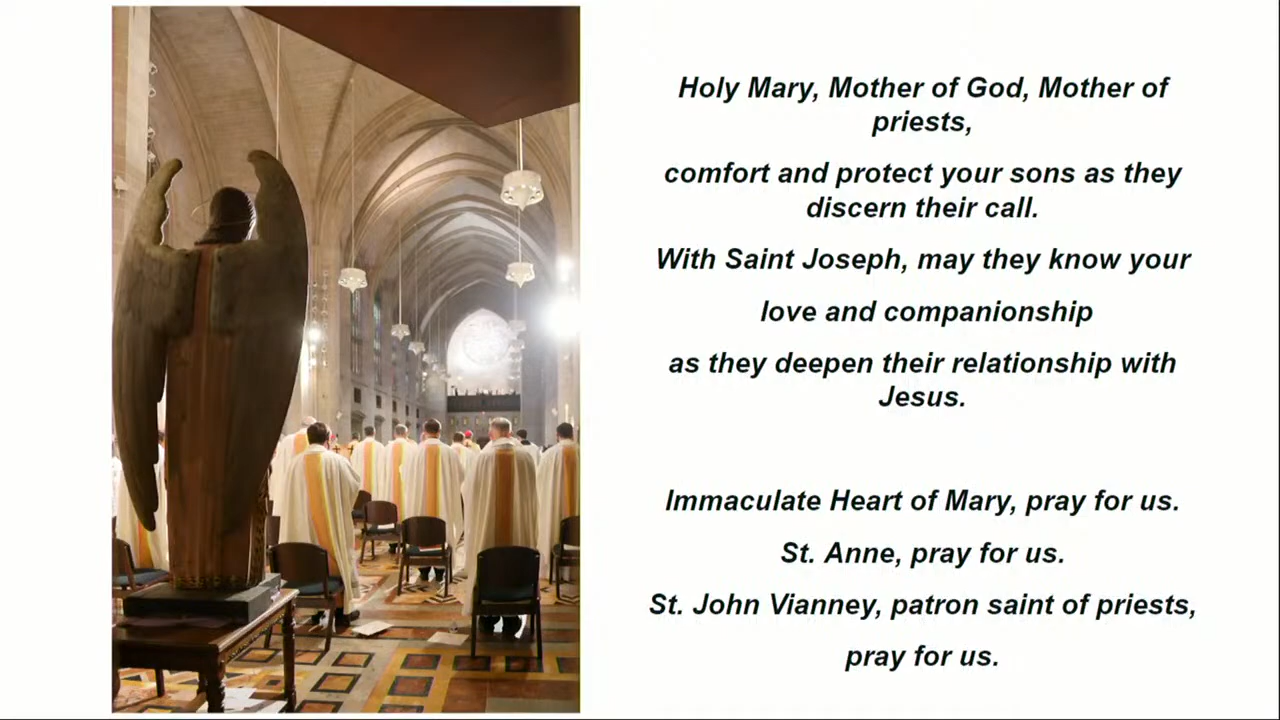 Holy Mary, Mother of God, Mother of
priests,
comfort and protect your sons as they
discern their call.
With Saint Joseph, may they know your
love and companionship
as they deepen their relationship with
Jesus.
Immaculate Heart of Mary, pray for us.
St. Anne, pray for us.
St. John Vianney, patron saint of priests,
pray for us.